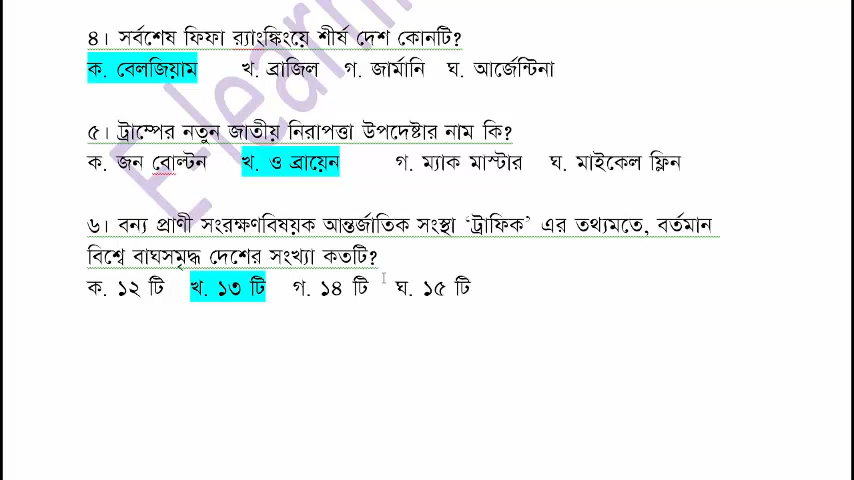 ৪। সর্বশেষ ফিফা র‍্যাংঙ্কিংয়ে শীর্ষ দেশ কোনটি?
ক. বেলজিয়াম খ. ব্রাজিল গ. জার্মানি ঘ. আর্জেন্টিনা
৫। ট্রাম্পের নতুন জাতীয় নিরাপত্তা উপদেষ্টার নাম কি?
ক. জন বোল্টন খ. ও ব্রায়েন গ. ম্যাক মাস্টার ঘ. মাইকেল ফ্লিন
৬। বন্য প্রাণী সংরক্ষণবিষয়ক আন্তর্জাতিক সংস্থা ‘ট্রাফিক’ এর তথ্যমতে, বর্তমান
বিশ্বে বাঘসমৃদ্ধ দেশের সংখ্যা কতটি?
ক. ১২ টি খ. ১৩ টি গ. ১৪ টি ঘ. ১৫ টি
E-learn